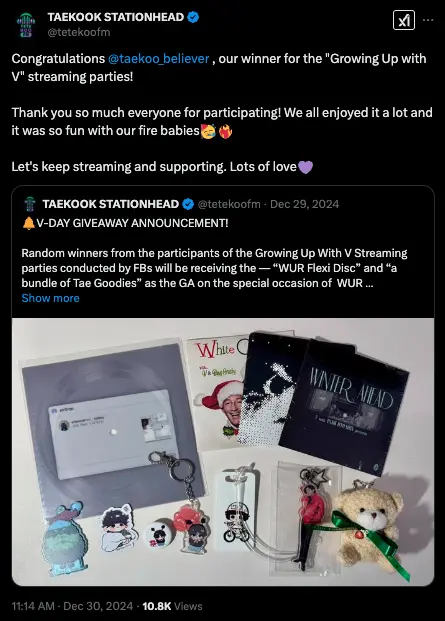 TAEKOOK STATIONHEAD
@tetekoofm
Congratulations @taekoo_believer , our winner for the "Growing Up with
V" streaming parties!
Thank you so much everyone for participating! We all enjoyed it a lot and
it was so fun with our fire babies🥳❤️‍🔥
Let's keep streaming and supporting. Lots of love💜
TAEKOOK STATIONHEAD @tetekoofm · Dec 29, 2024
🔔V-DAY GIVEAWAY ANNOUNCEMENT!
Random winners from the participants of the Growing Up With V Streaming
parties conducted by FBs will be receiving the — “WUR Flexi Disc” and “a
bundle of Tae Goodies” as the GA on the special occasion of WUR ...
Show more
White
WINTER AHEAD
11:14 AM · Dec 30, 2024 · 10.8K Views